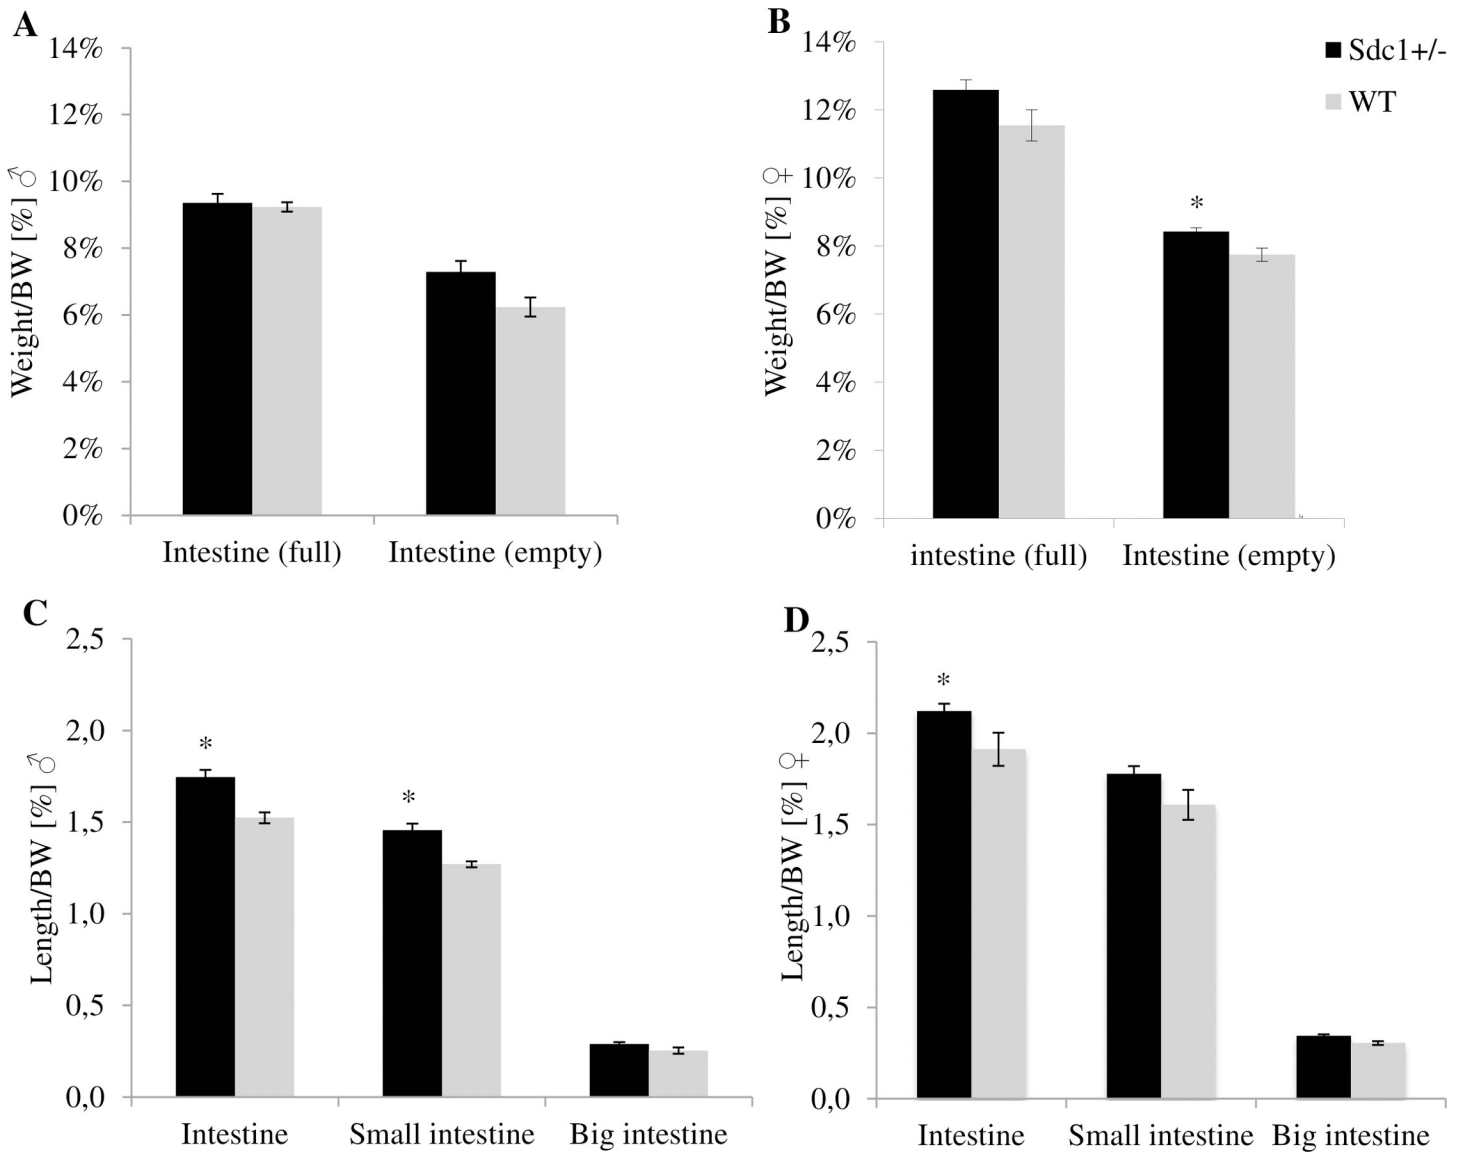 A
14%
12%
10%
8%
6%
4%
2%
0%
Weight/BW [%] ♂
Intestine (full) Intestine (empty)
B
14%
12%
10%
8%
6%
4%
2%
0%
Weight/BW [%] ♀
*
intestine (full) Intestine (empty)
Sdc1+/-
WT
C
2,5
2,0
1,5
1,0
0,5
0,0
Length/BW [%] ♂
*
*
Intestine Small intestine Big intestine
D
2,5
2,0
1,5
1,0
0,5
0,0
Length/BW [%] ♀
*
Intestine Small intestine Big intestine